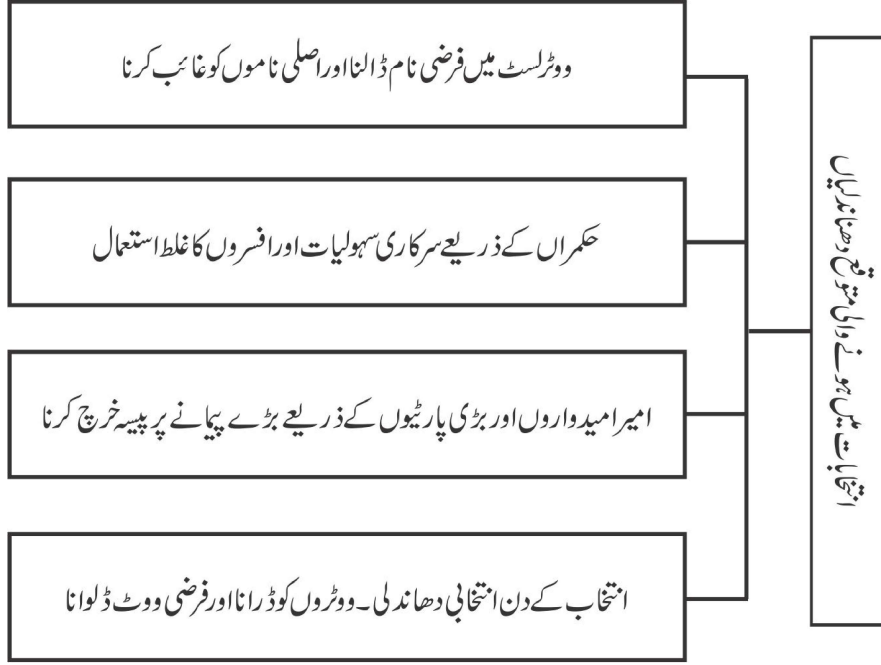 انتخابات میں ہونے والی متوقع دھاندلیاں
ووٹر لسٹ میں فرضی نام ڈالنا اور اصلی ناموں کو غائب کرنا
حکمراں کے ذریعے سرکاری سہولیات اور افسروں کا غلط استعمال
امیر امیدواروں اور بڑی پارٹیوں کے ذریعے بڑے پیمانے پر پیسہ خرچ کرنا
انتخاب کے دن انتخابی دھاندلی۔ ووٹروں کو ڈرانا اور فرضی ووٹ ڈلوانا